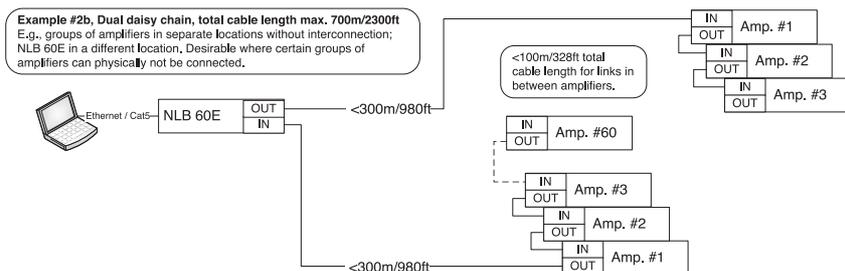 Example #2b, Dual daisy chain, total cable length max. 700m/2300ft
E.g., groups of amplifiers in separate locations without interconnection;
NLB 60E in a different location. Desirable where certain groups of
amplifiers can physically not be connected.
IN
OUT
Amp. #1
IN
OUT
Amp. #2
IN
OUT
Amp. #3
<100m/328ft total
cable length for links in
between amplifiers.
Ethernet / Cat5
NLB 60E
OUT
IN
<300m/980ft
IN
OUT
Amp. #60
IN
OUT
Amp. #3
IN
OUT
Amp. #2
IN
OUT
Amp. #1
<300m/980ft